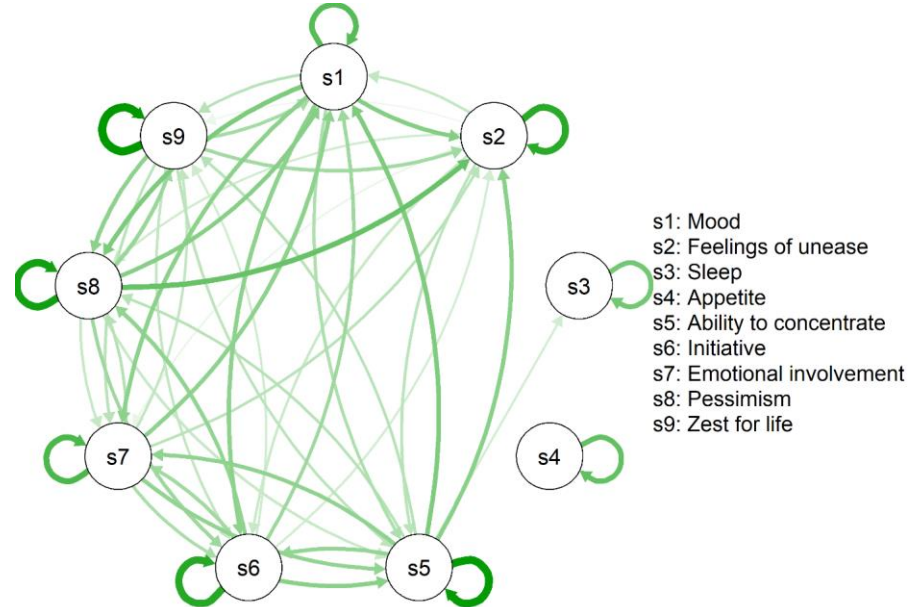 s1
s9
s2
s8
s3
s7
s4
s6
s5
s1: Mood
s2: Feelings of unease
s3: Sleep
s4: Appetite
s5: Ability to concentrate
s6: Initiative
s7: Emotional involvement
s8: Pessimism
s9: Zest for life